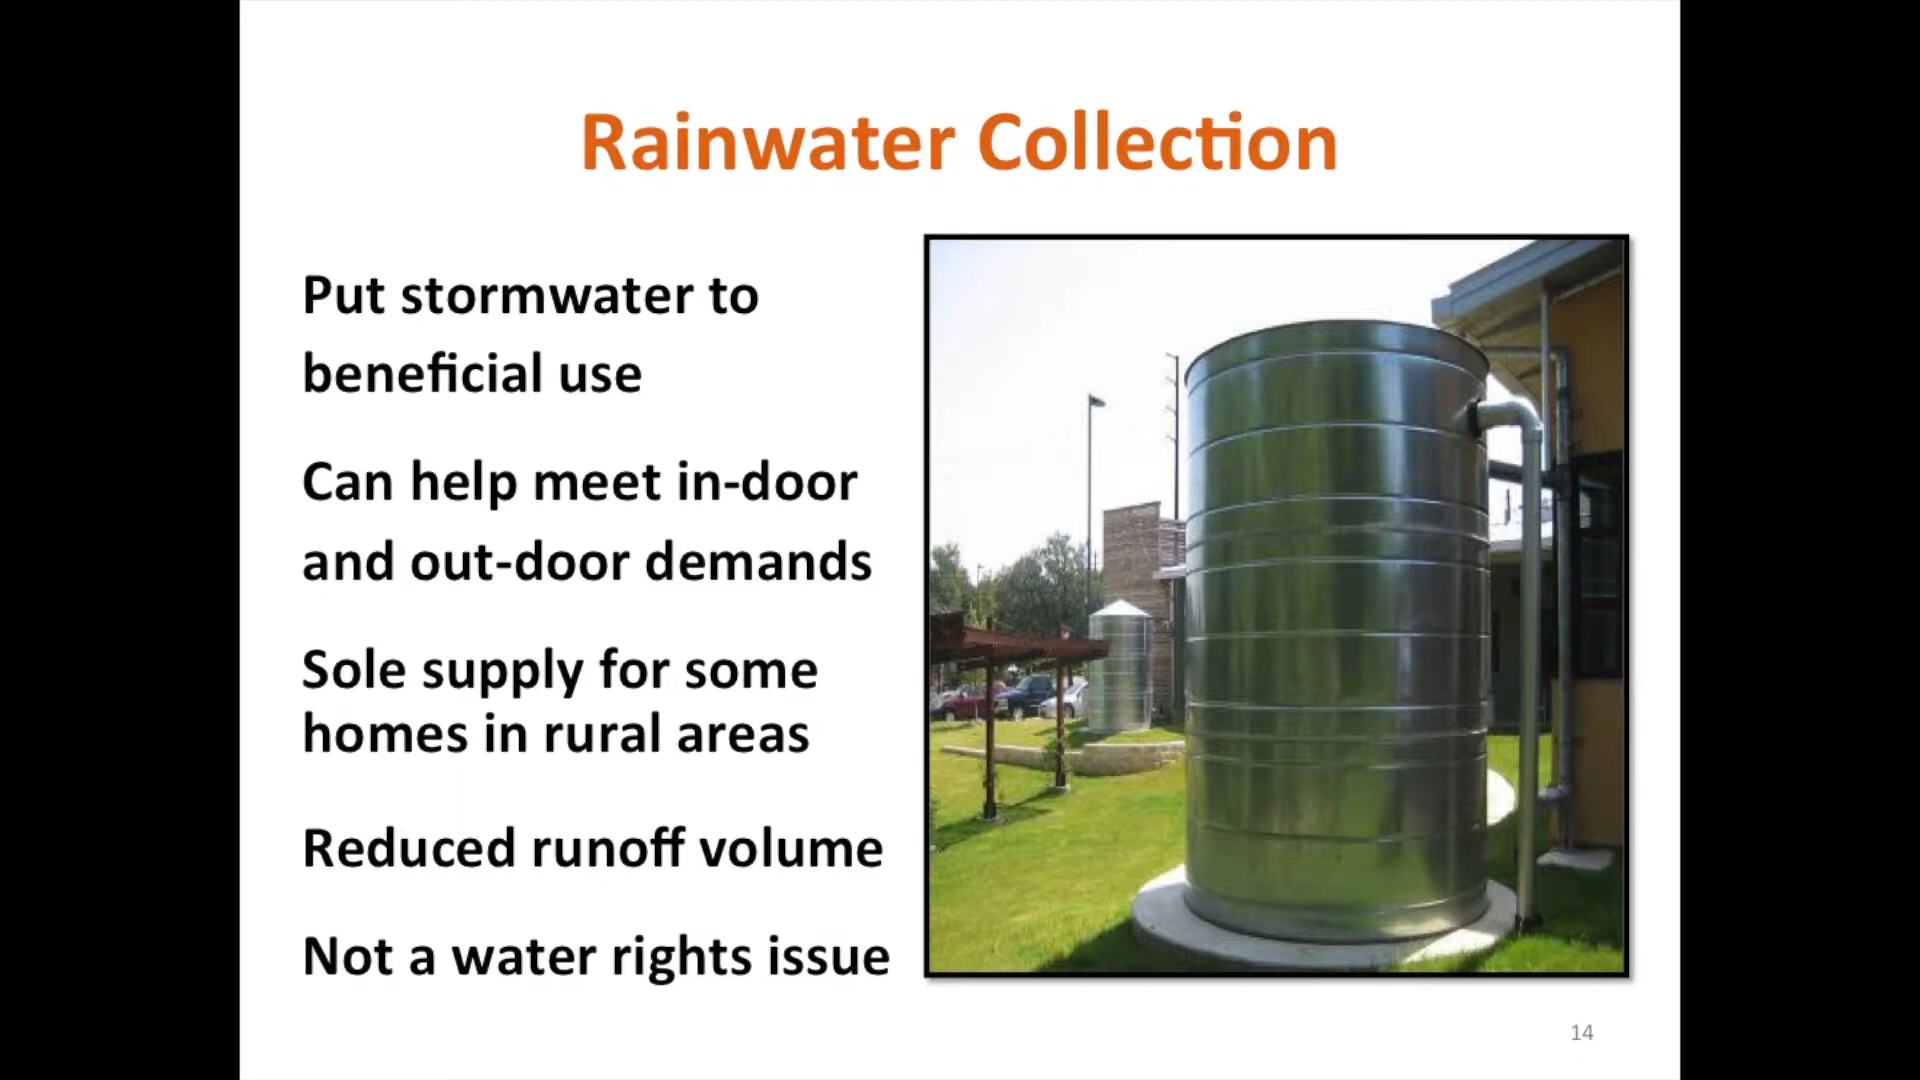 Rainwater Collection
Put stormwater to
beneficial use
Can help meet in-door
and out-door demands
Sole supply for some
homes in rural areas
Reduced runoff volume
Not a water rights issue
14